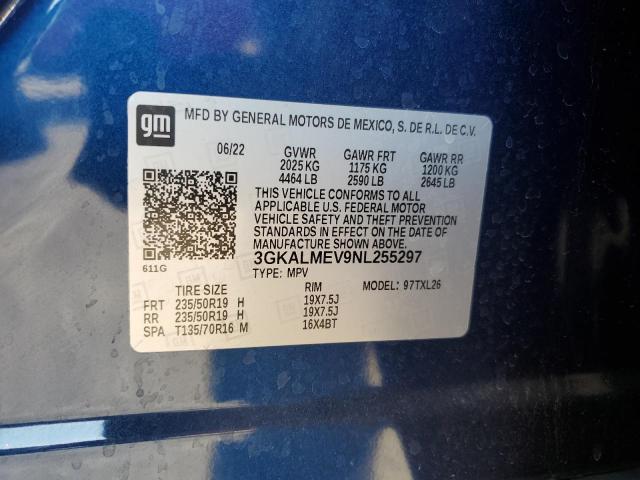 gm
MFD BY GENERAL MOTORS DE MEXICO, S. DE R.L. DE C.V.
06/22 GVWR GAWR FRT GAWR RR
2025 KG 1175 KG 1200 KG
4464 LB 2590 LB 2645 LB
THIS VEHICLE CONFORMS TO ALL
APPLICABLE U.S. FEDERAL MOTOR
VEHICLE SAFETY AND THEFT PREVENTION
STANDARDS IN EFFECT ON THE DATE OF
MANUFACTURE SHOWN ABOVE.
3GKALMEV9NL255297
611G TYPE: MPV MODEL: 97TXL26
TIRE SIZE RIM
FRT 235/50R19 H 19X7.5J
RR 235/50R19 H 19X7.5J
SPA T135/70R16 M 16X4BT